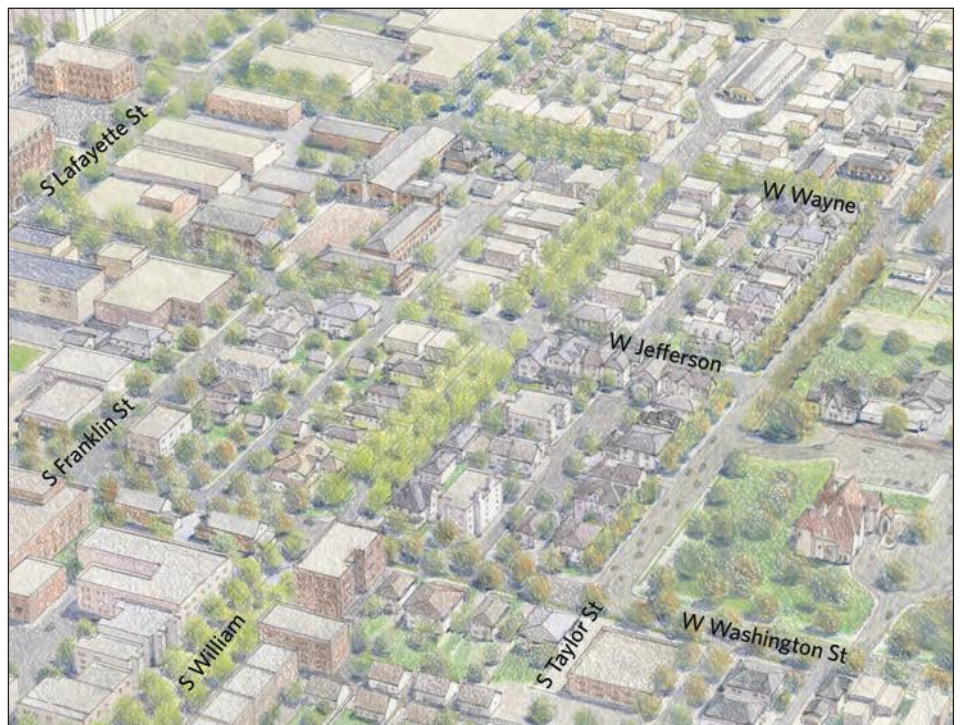 S Lafayette St
W Wayne
W Jefferson
S Franklin St
S William
S Taylor St
W Washington St